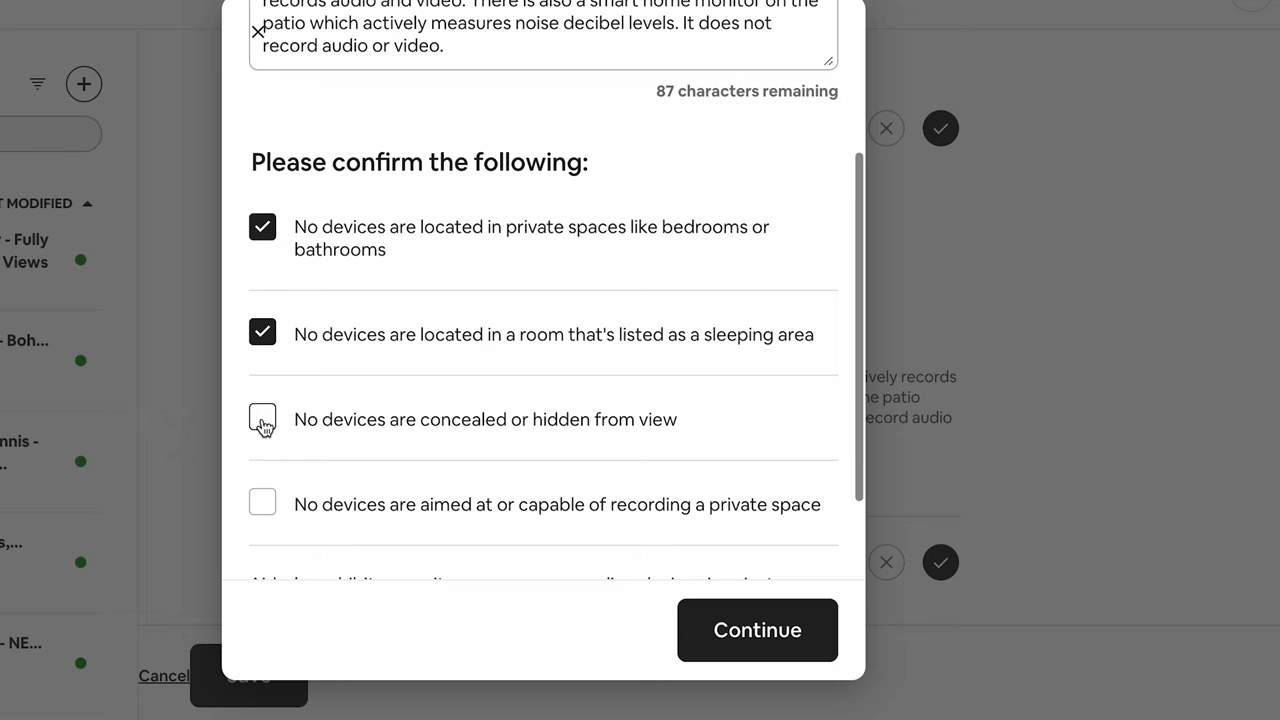 records audio and video. There is also a smart home monitor on the
patio which actively measures noise decibel levels. It does not
record audio or video.
87 characters remaining
Please confirm the following:
No devices are located in private spaces like bedrooms or
bathrooms
No devices are located in a room that's listed as a sleeping area
No devices are concealed or hidden from view
No devices are aimed at or capable of recording a private space
Continue
T MODIFIED
- Fully
Views
- Boh...
nnis -
s,...
- NE...
ively records
e patio
ecord audio
Cancel
Save